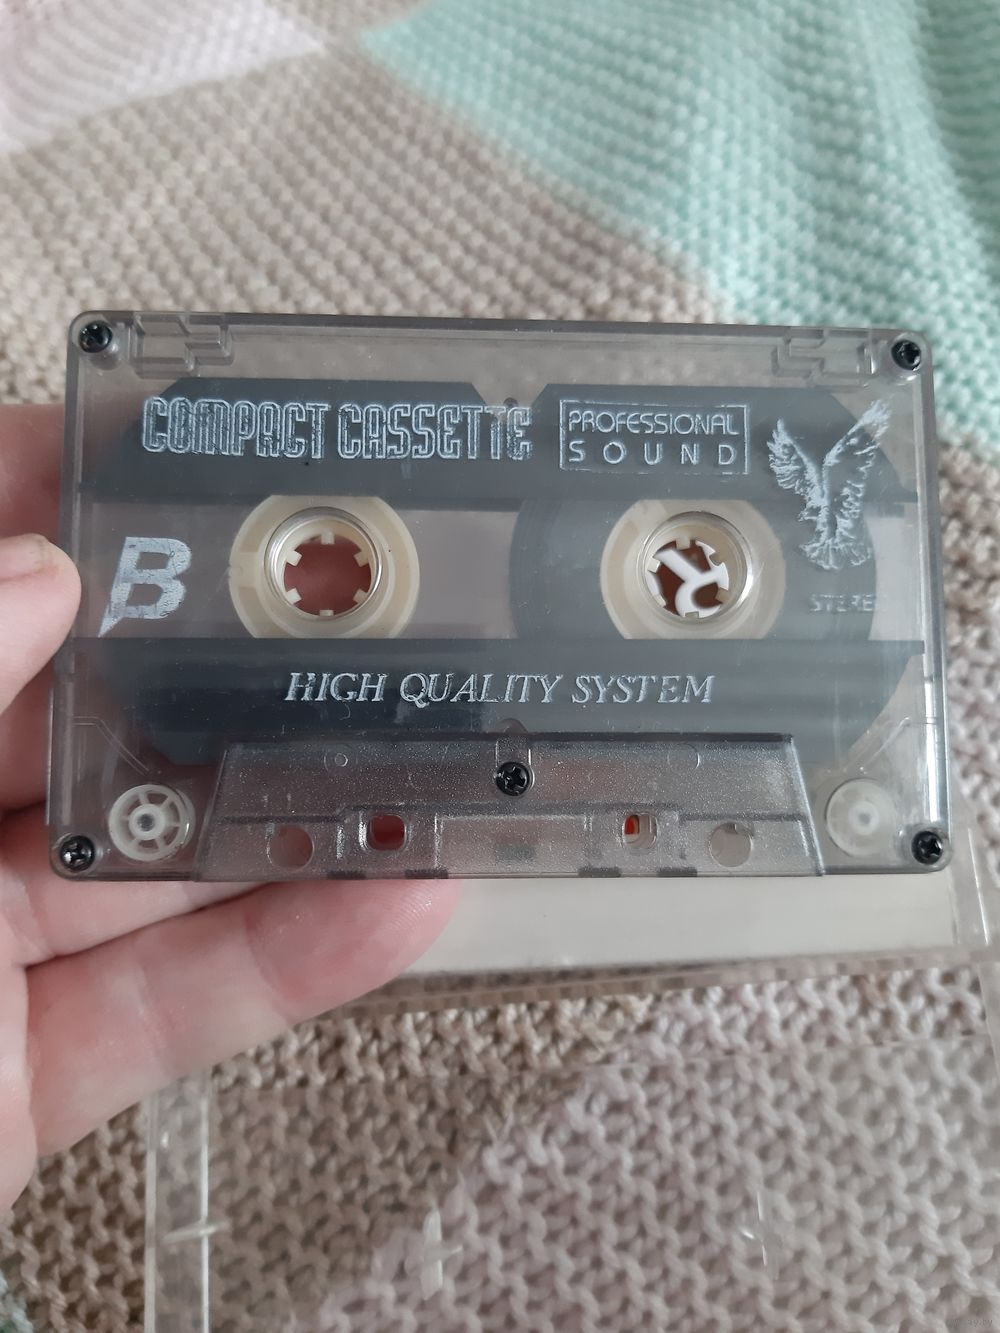 COMPACT CASSETTE
PROFESSIONAL
SOUND
B
STEREO
HIGH QUALITY SYSTEM